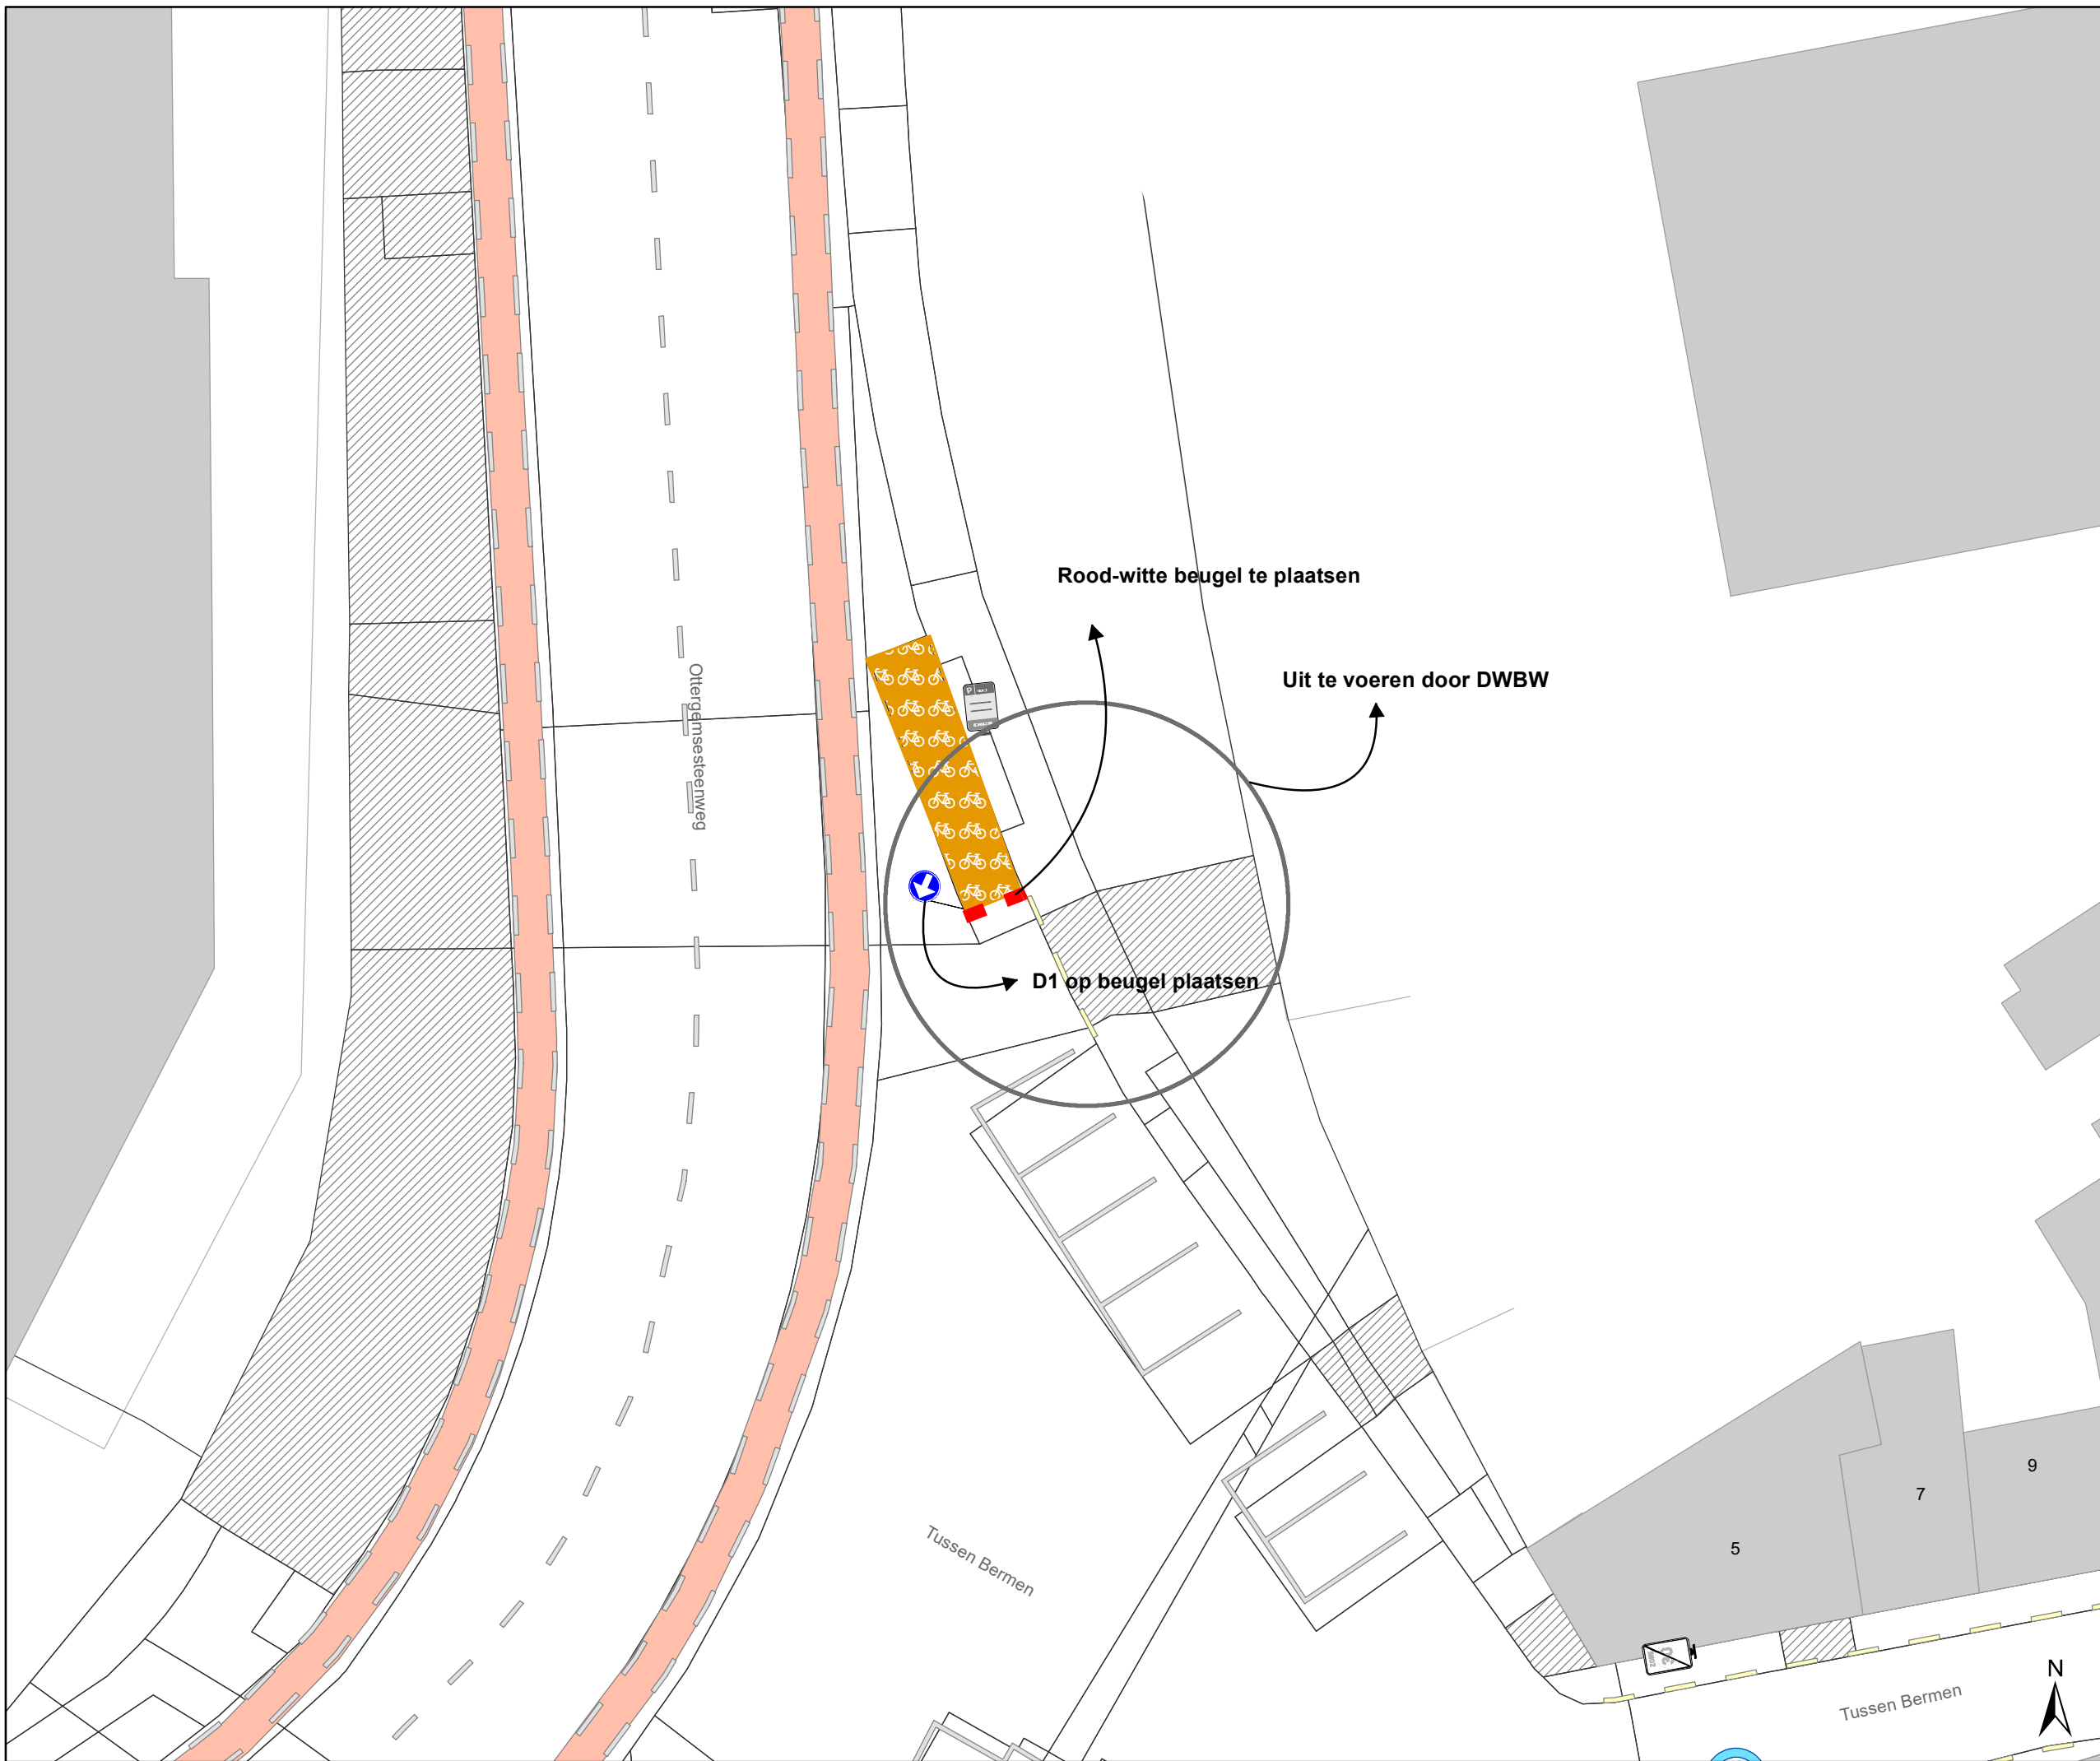 Rood-witte beugel te plaatsen
Uit te voeren door DWBW
Ottergemsesteenweg
P
D1 op beugel plaatsen
9
7
5
Tussen Bermen
30
Tussen Bermen
N